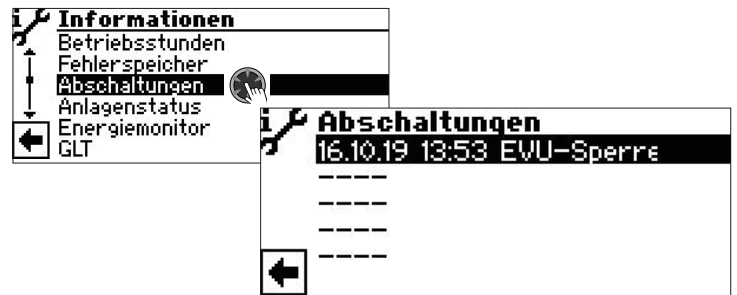 Informationen
Betriebsstunden
Fehlerspeicher
Abschaltungen
Anlagenstatus
Energiemonitor
GLT
Abschaltungen
16.10.19 13:53 EVU-Sperre
----
----
----
----